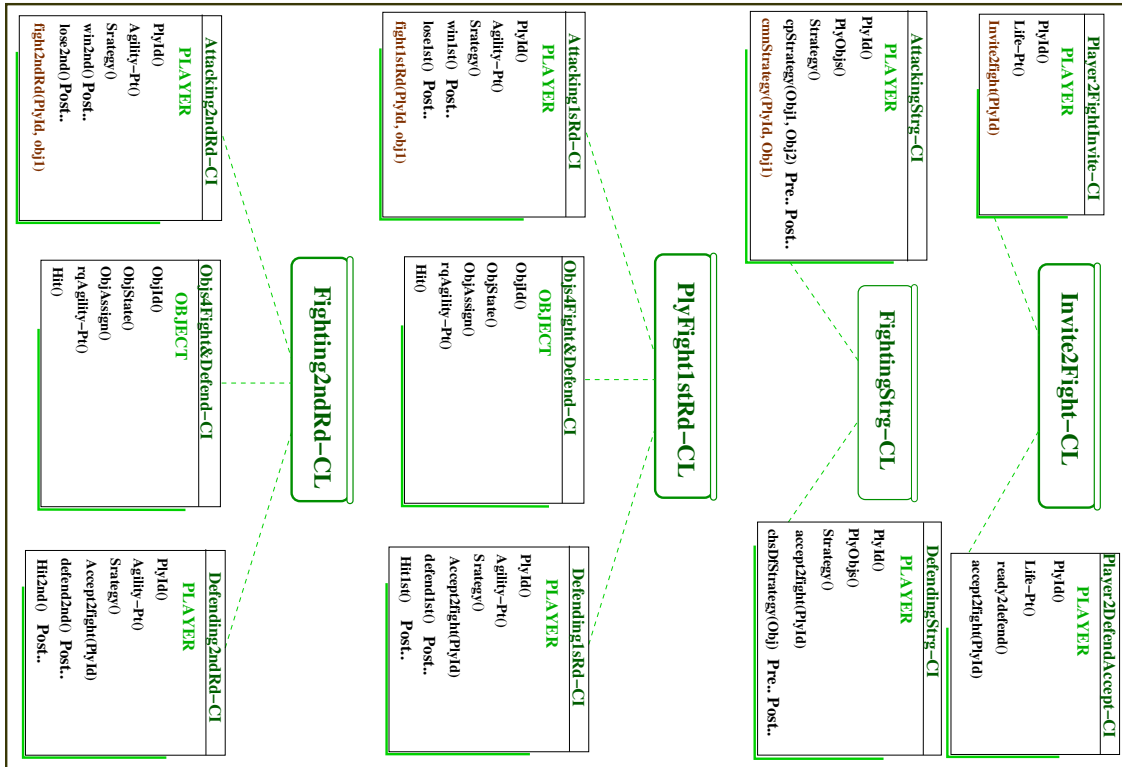 Player2FightInvite−CI
PLAYER
PlyId()
Life−Pt()
Invite2fight(PlyId)
Invite2Fight−CL
Player2DefendAccept−CI
PLAYER
PlyId()
Life−Pt()
ready2defend()
accept2fight(PlyId)
AttackingStrg−CI
PLAYER
PlyId()
PlyObjs()
Strategy()
cpStrategy(Obj1, Obj2) Pre.. Post..
cmnStrategy(PlyId, Obj1)
FightingStrg−CL
DefendingStrg−CI
PLAYER
PlyId()
PlyObjs()
Strategy()
accept2fight(PlyId)
chsDfStrategy(Obj) Pre.. Post..
Attacking1sRd−CI
PLAYER
PlyId()
Agility−Pt()
Srategy()
win1st() Post..
lose1st() Post..
fight1stRd(PlyId, obj1)
PlyFight1stRd−CL
Objs4Fight&Defend−CI
OBJECT
ObjId()
ObjState()
ObjAssign()
rqAgility−Pt()
Hit()
Defending1sRd−CI
PLAYER
PlyId()
Agility−Pt()
Srategy()
Accept2fight(PlyId)
defend1st() Post..
Hit1st() Post..
Attacking2ndRd−CI
PLAYER
PlyId()
Agility−Pt()
Srategy()
win2nd() Post..
lose2nd() Post..
fight2ndRd(PlyId, obj1)
Fighting2ndRd−CL
Objs4Fight&Defend−CI
OBJECT
ObjId()
ObjState()
ObjAssign()
rqAgility−Pt()
Hit()
Defending2ndRd−CI
PLAYER
PlyId()
Agility−Pt()
Srategy()
Accept2fight(PlyId)
defend2nd() Post..
Hit2nd() Post..